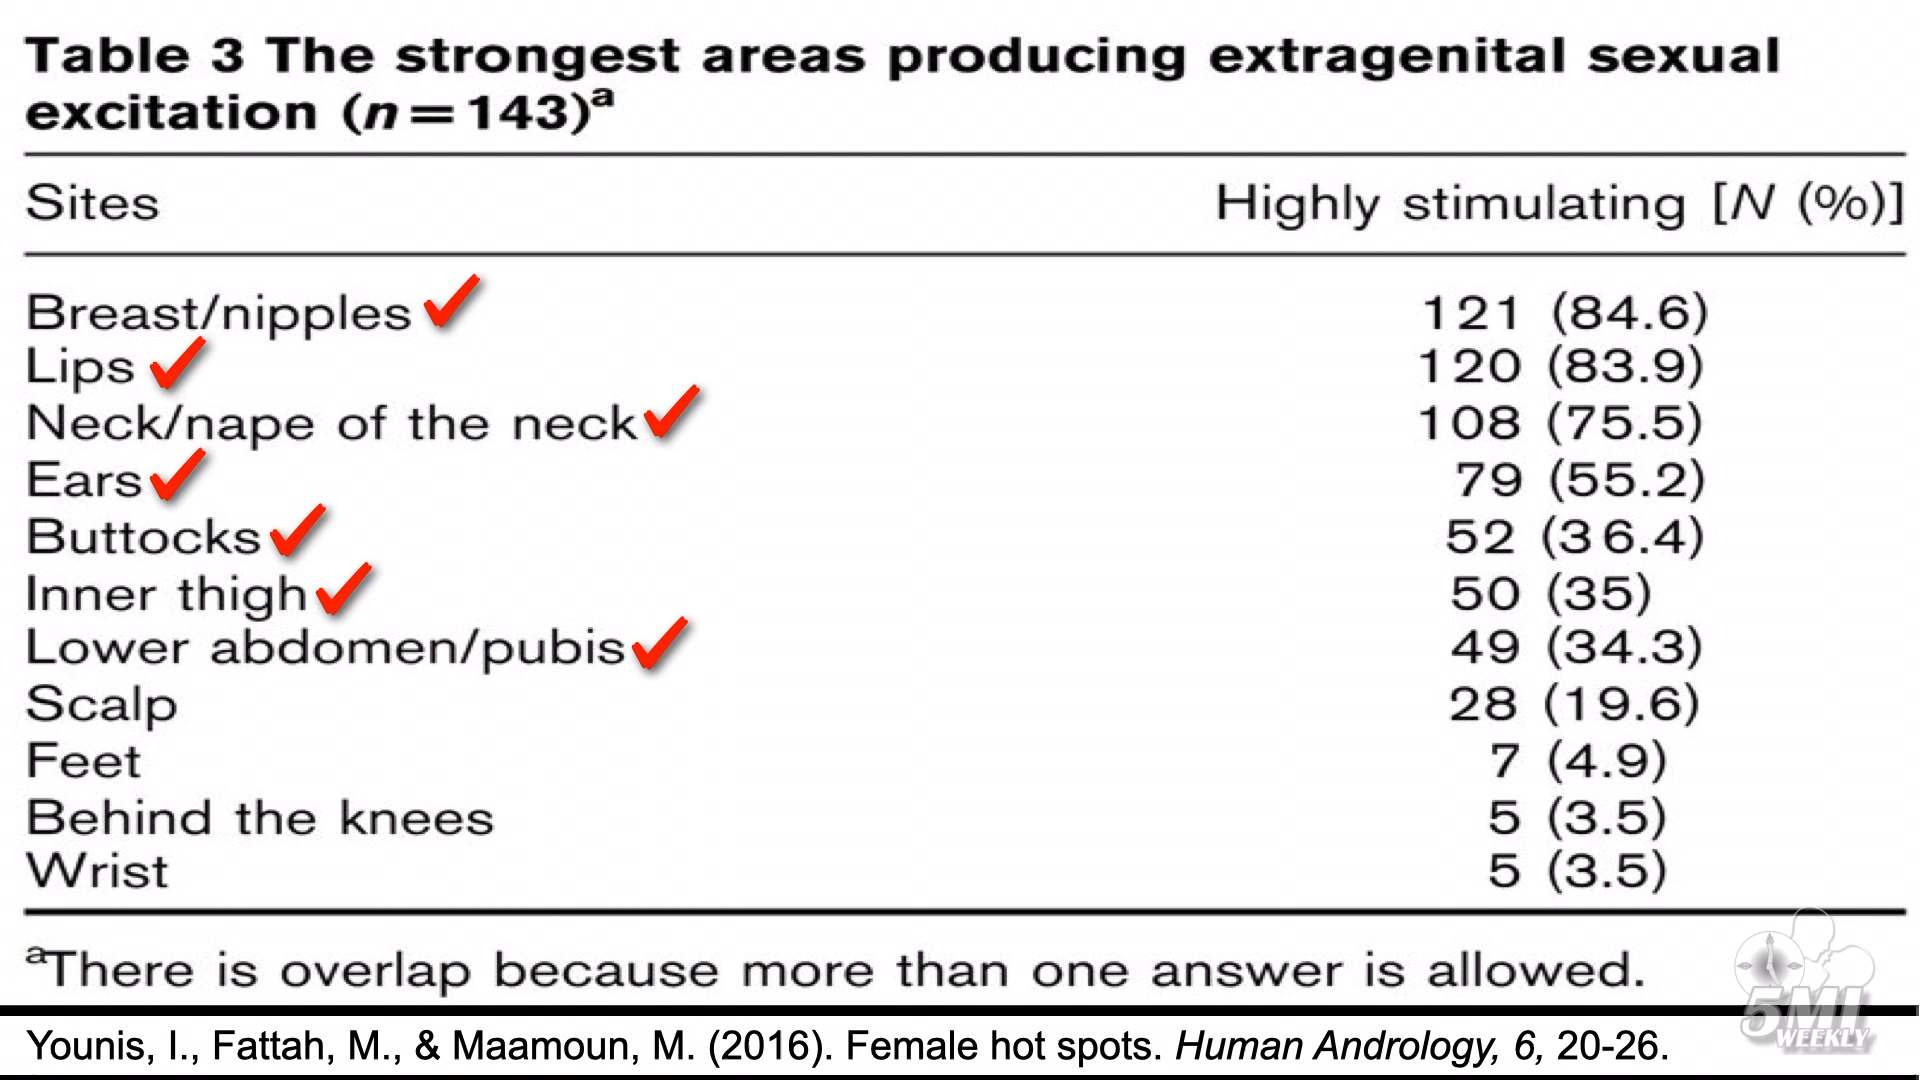 Table 3 The strongest areas producing extragenital sexual
excitation (n=143)a
Sites Highly stimulating [N (%)]
Breast/nipples 121 (84.6)
Lips 120 (83.9)
Neck/nape of the neck 108 (75.5)
Ears 79 (55.2)
Buttocks 52 (36.4)
Inner thigh 50 (35)
Lower abdomen/pubis 49 (34.3)
Scalp 28 (19.6)
Feet 7 (4.9)
Behind the knees 5 (3.5)
Wrist 5 (3.5)
aThere is overlap because more than one answer is allowed.
5MI
WEEKLY
Younis, I., Fattah, M., & Maamoun, M. (2016). Female hot spots. Human Andrology, 6, 20-26.